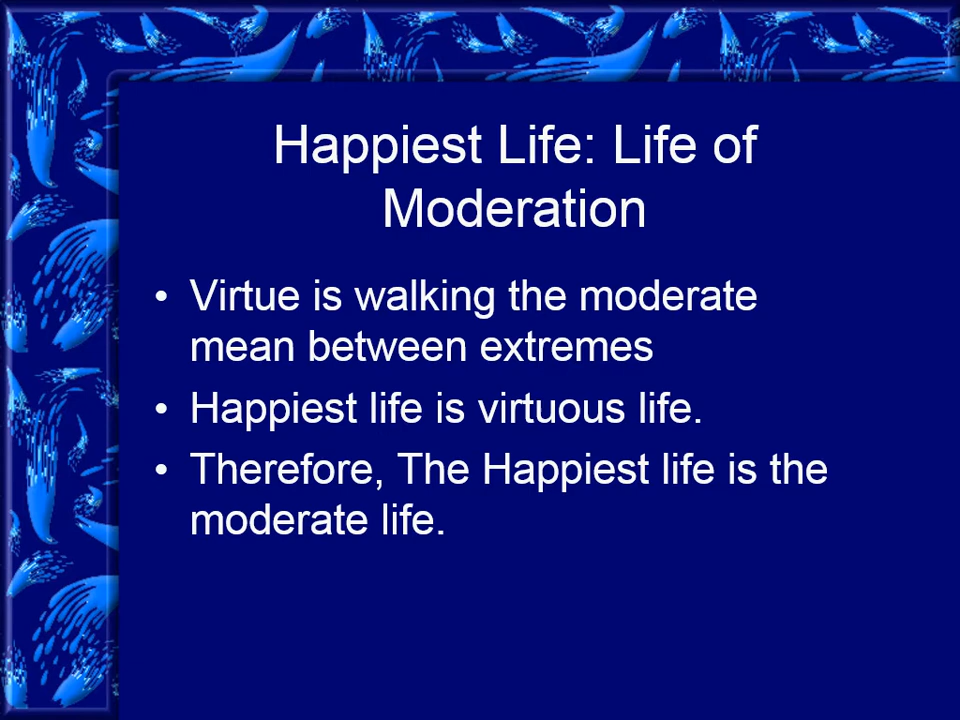 Happiest Life: Life of
Moderation
• Virtue is walking the moderate
mean between extremes
• Happiest life is virtuous life.
• Therefore, The Happiest life is the
moderate life.